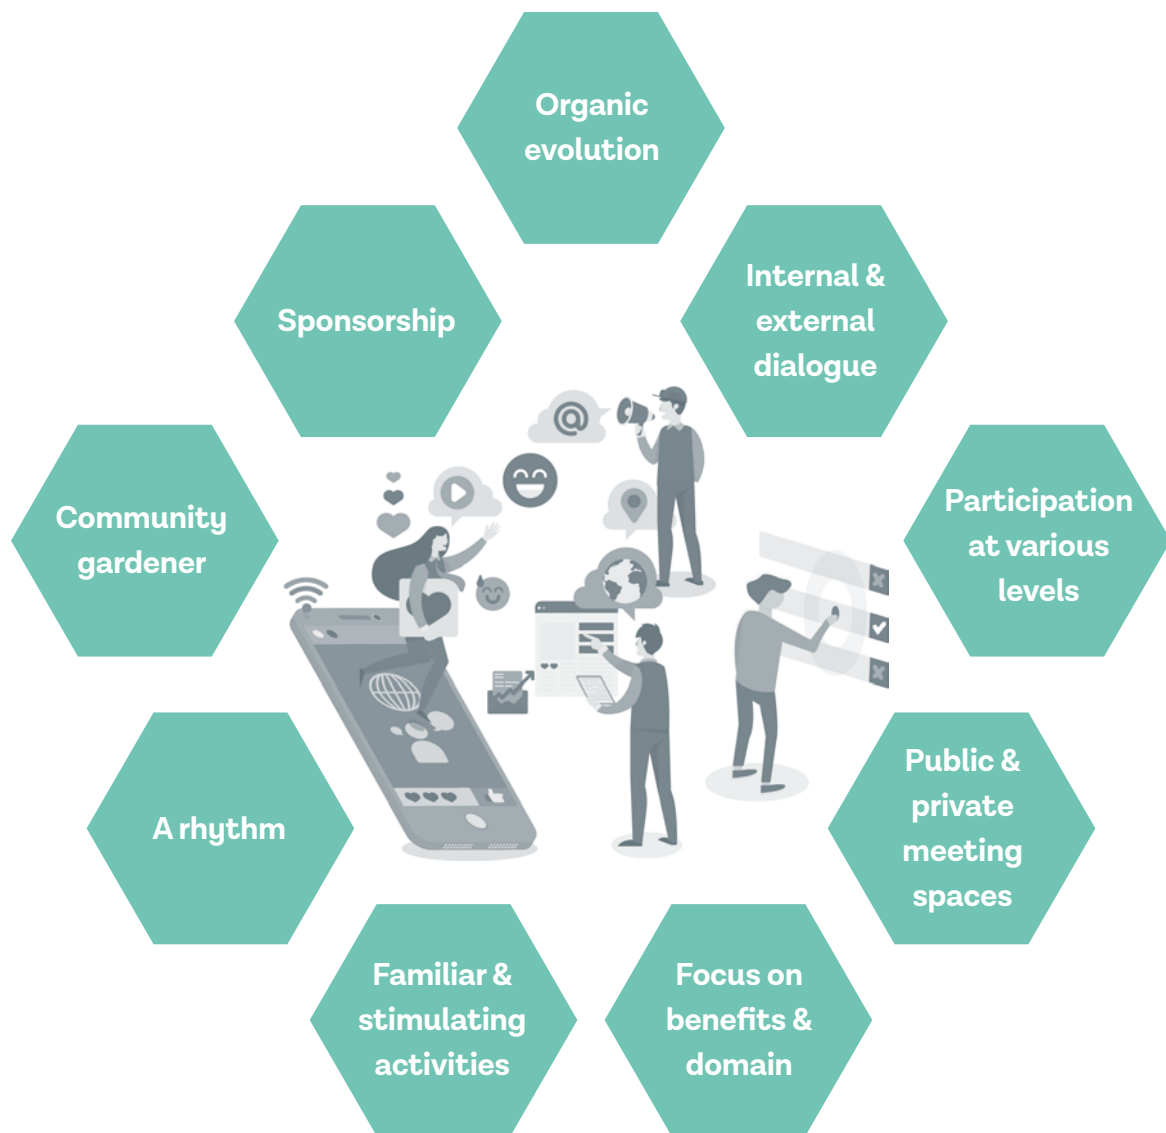 Organic
evolution
Internal &
external
dialogue
Participation
at various
levels
Public &
private
meeting
spaces
Focus on
benefits &
domain
Familiar &
stimulating
activities
A rhythm
Community
gardener
Sponsorship
@